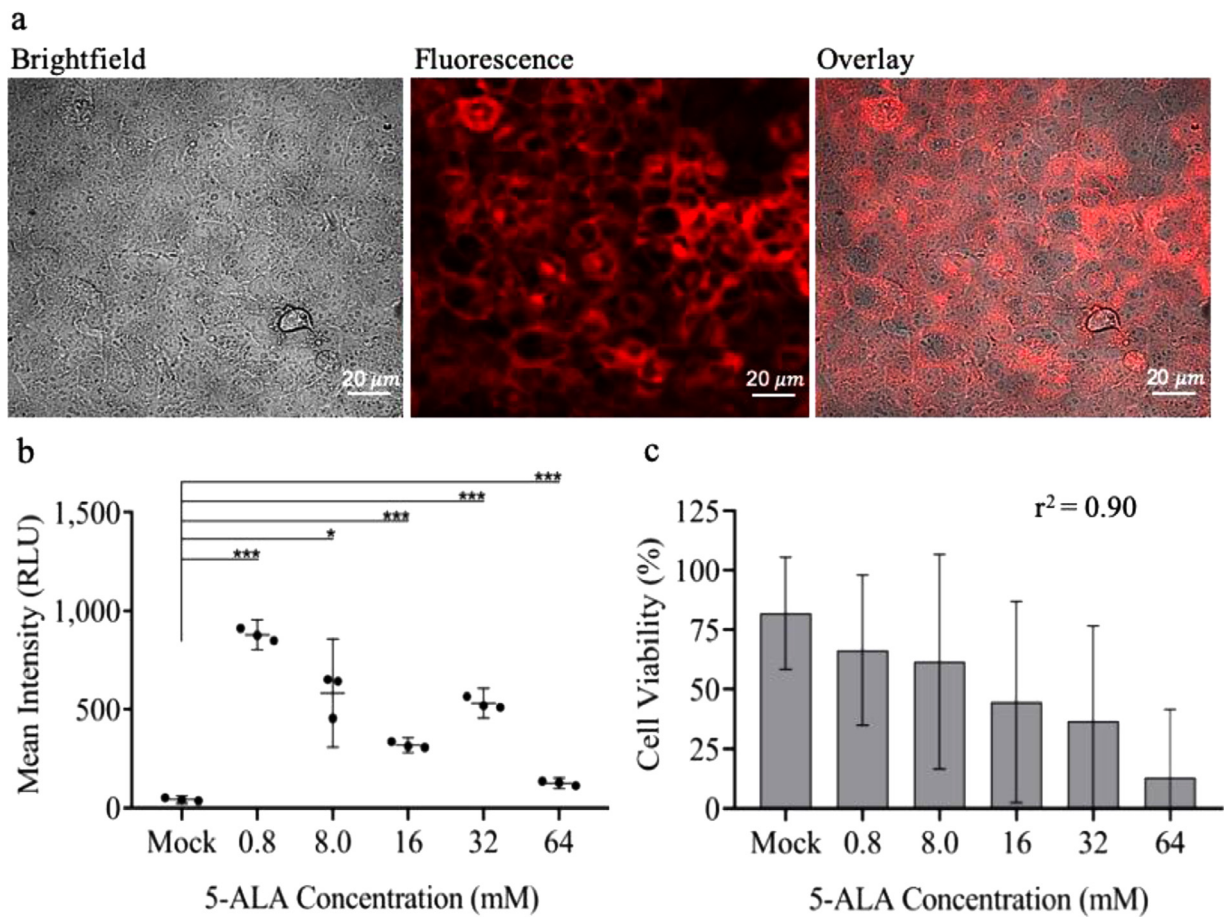 a
Brightfield
Fluorescence
Overlay
20 μm
20 μm
20 μm
b
***
***
***
*
***
1,500
1,000
500
0
Mean Intensity (RLU)
Mock 0.8 8.0 16 32 64
5-ALA Concentration (mM)
c
r² = 0.90
125
100
75
50
25
0
Cell Viability (%)
Mock 0.8 8.0 16 32 64
5-ALA Concentration (mM)